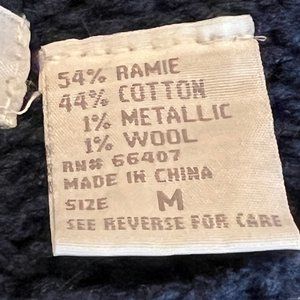 54% RAMIE
44% COTTON
1% METALLIC
1% WOOL
RN# 66407
MADE IN CHINA
SIZE M
SEE REVERSE FOR CARE